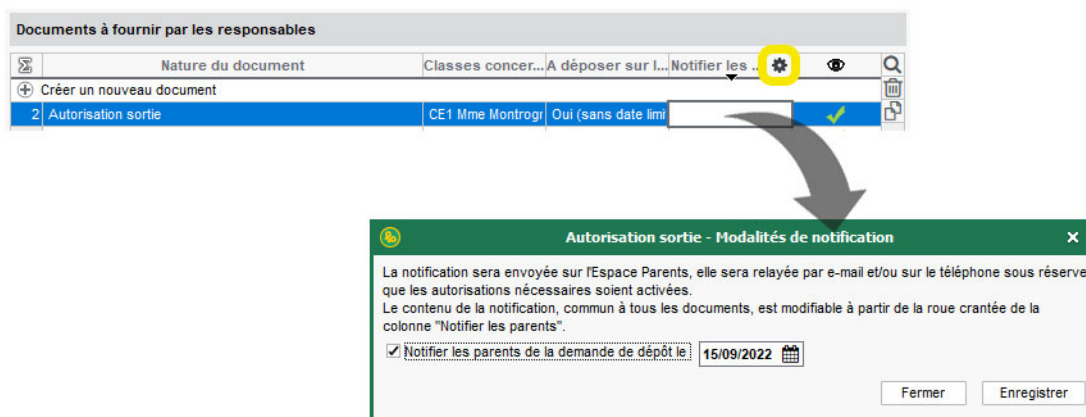 Documents à fournir par les responsables
Nature du document Classes concer... A déposer sur l... Notifier les ..
Créer un nouveau document
2 Autorisation sortie CE1 Mme Montrogr Oui (sans date limi
Autorisation sortie - Modalités de notification
La notification sera envoyée sur l'Espace Parents, elle sera relayée par e-mail et/ou sur le téléphone sous réserve
que les autorisations nécessaires soient activées.
Le contenu de la notification, commun à tous les documents, est modifiable à partir de la roue crantée de la
colonne "Notifier les parents".
Notifier les parents de la demande de dépôt le 15/09/2022
Fermer Enregistrer